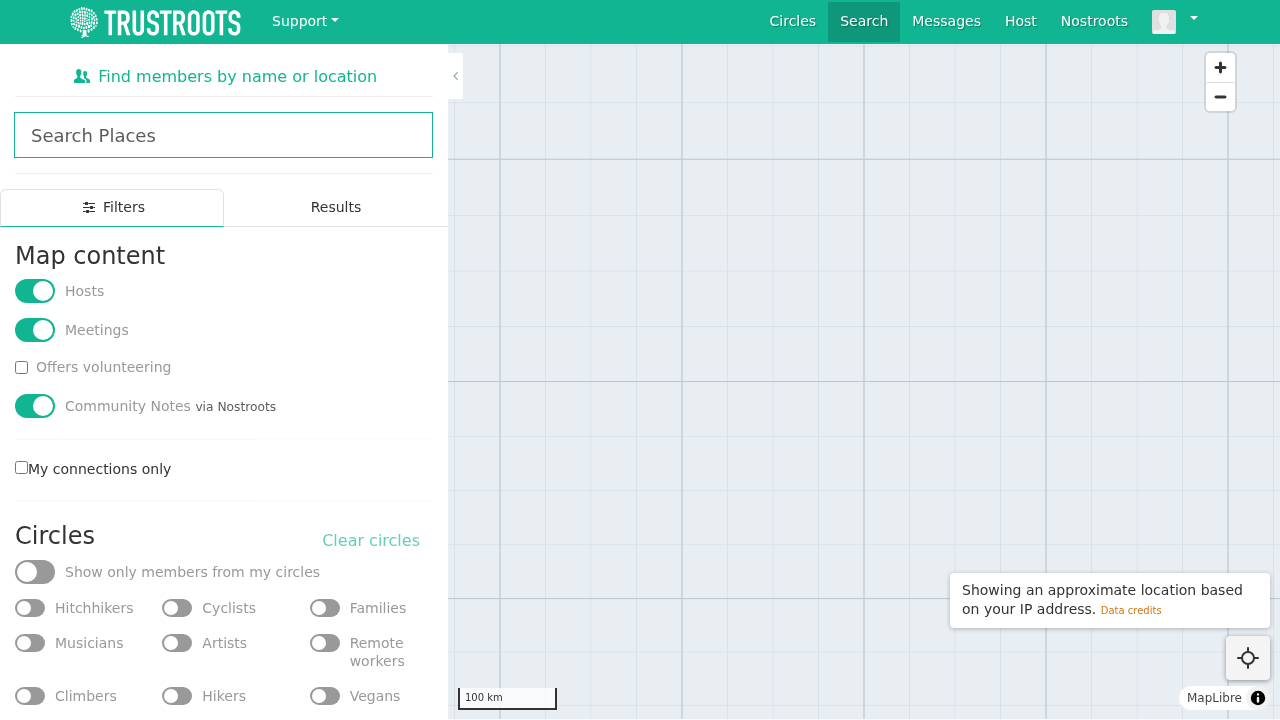 TRUSTROOTS
Support
Circles
Search
Messages
Host
Nostroots
Find members by name or location
Search Places
Filters
Results
Map content
Hosts
Meetings
Offers volunteering
Community Notes via Nostroots
My connections only
Circles
Clear circles
Show only members from my circles
Hitchhikers
Cyclists
Families
Musicians
Artists
Remote
workers
Climbers
Hikers
Vegans
Showing an approximate location based
on your IP address. Data credits
100 km
MapLibre